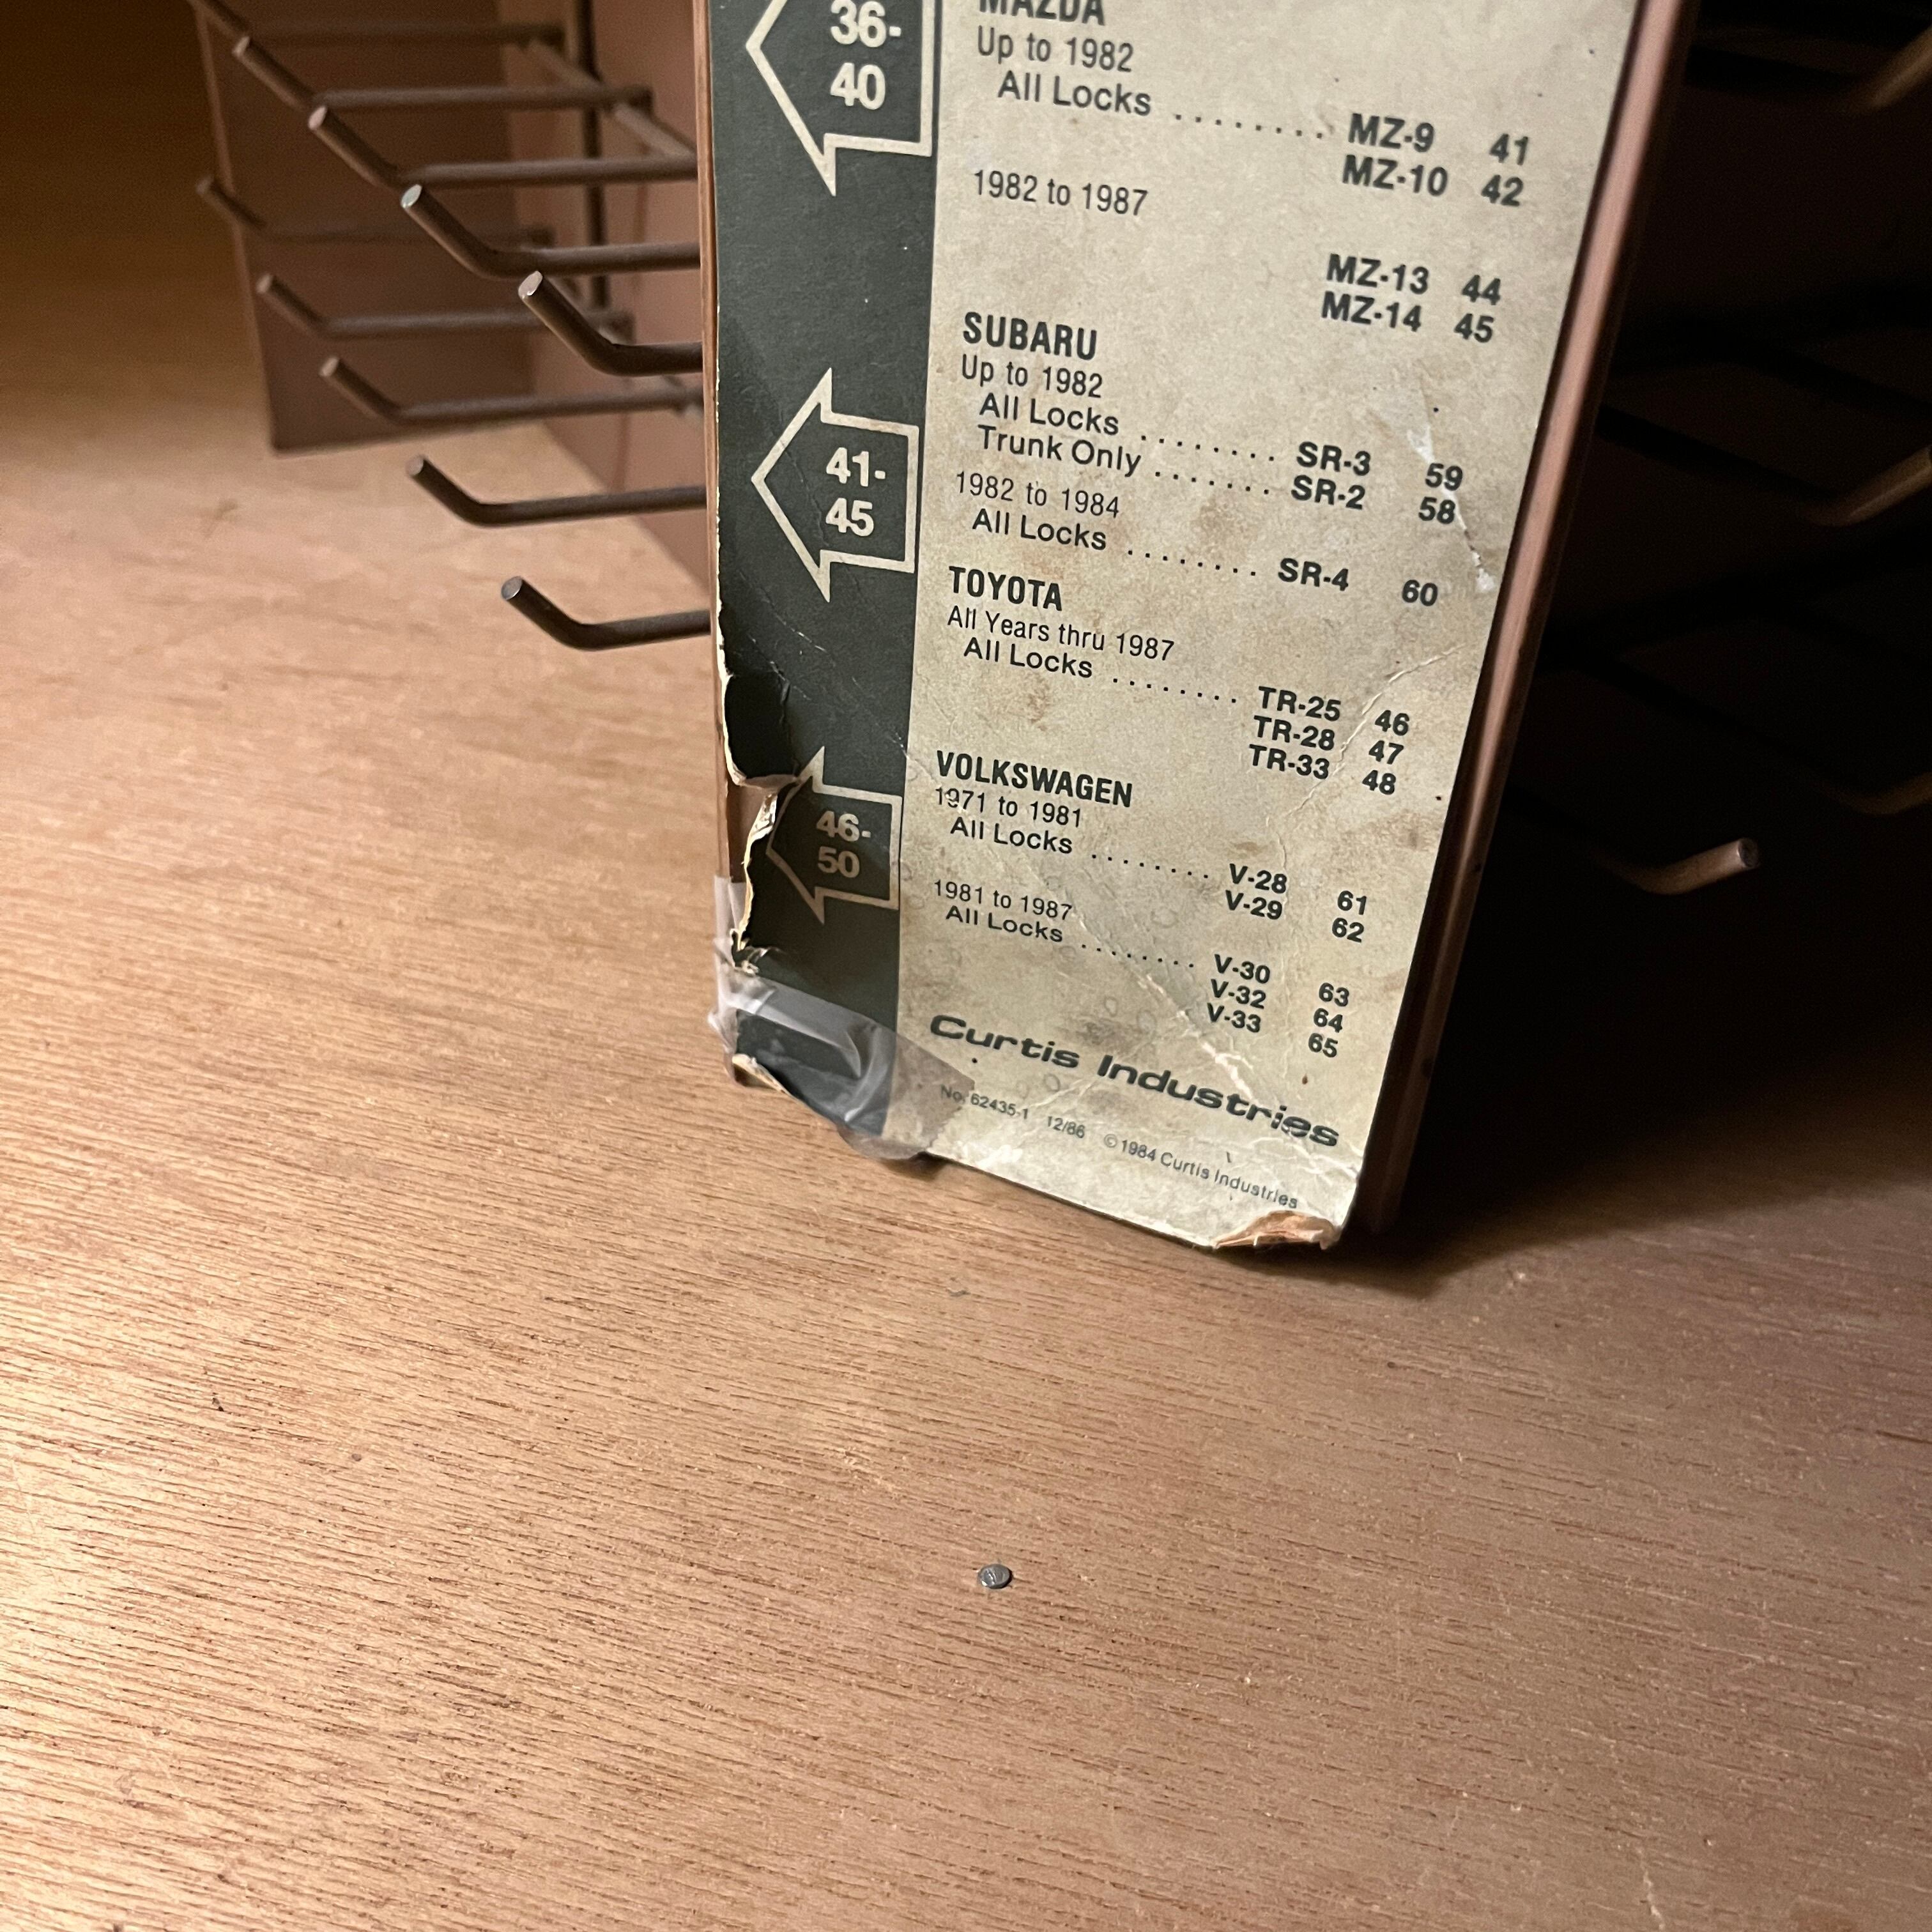 36-
40
41-
45
46-
50
MAZDA
Up to 1982
All Locks ........ MZ-9 41
MZ-10 42
1982 to 1987
MZ-13 44
MZ-14 45
SUBARU
Up to 1982
All Locks ........ SR-3 59
Trunk Only ....... SR-2 58
1982 to 1984
All Locks ........ SR-4 60
TOYOTA
All Years thru 1987
All Locks ........ TR-25 46
TR-28 47
TR-33 48
VOLKSWAGEN
1971 to 1981
All Locks ........ V-28 61
V-29 62
1981 to 1987
All Locks ........ V-30 63
V-32 64
V-33 65
Curtis Industries
No. 62435-1 12/86 © 1984 Curtis Industries